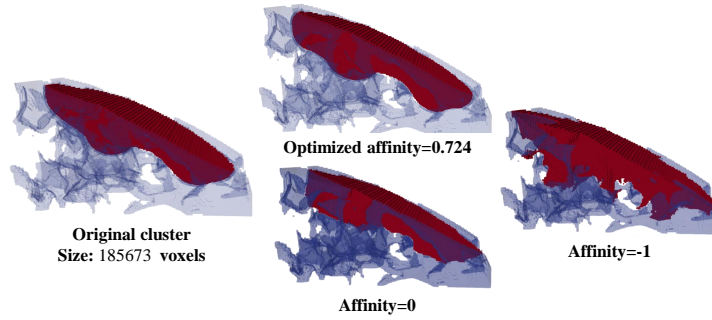 Optimized affinity=0.724
Original cluster
Size: 185673 voxels
Affinity=-1
Affinity=0